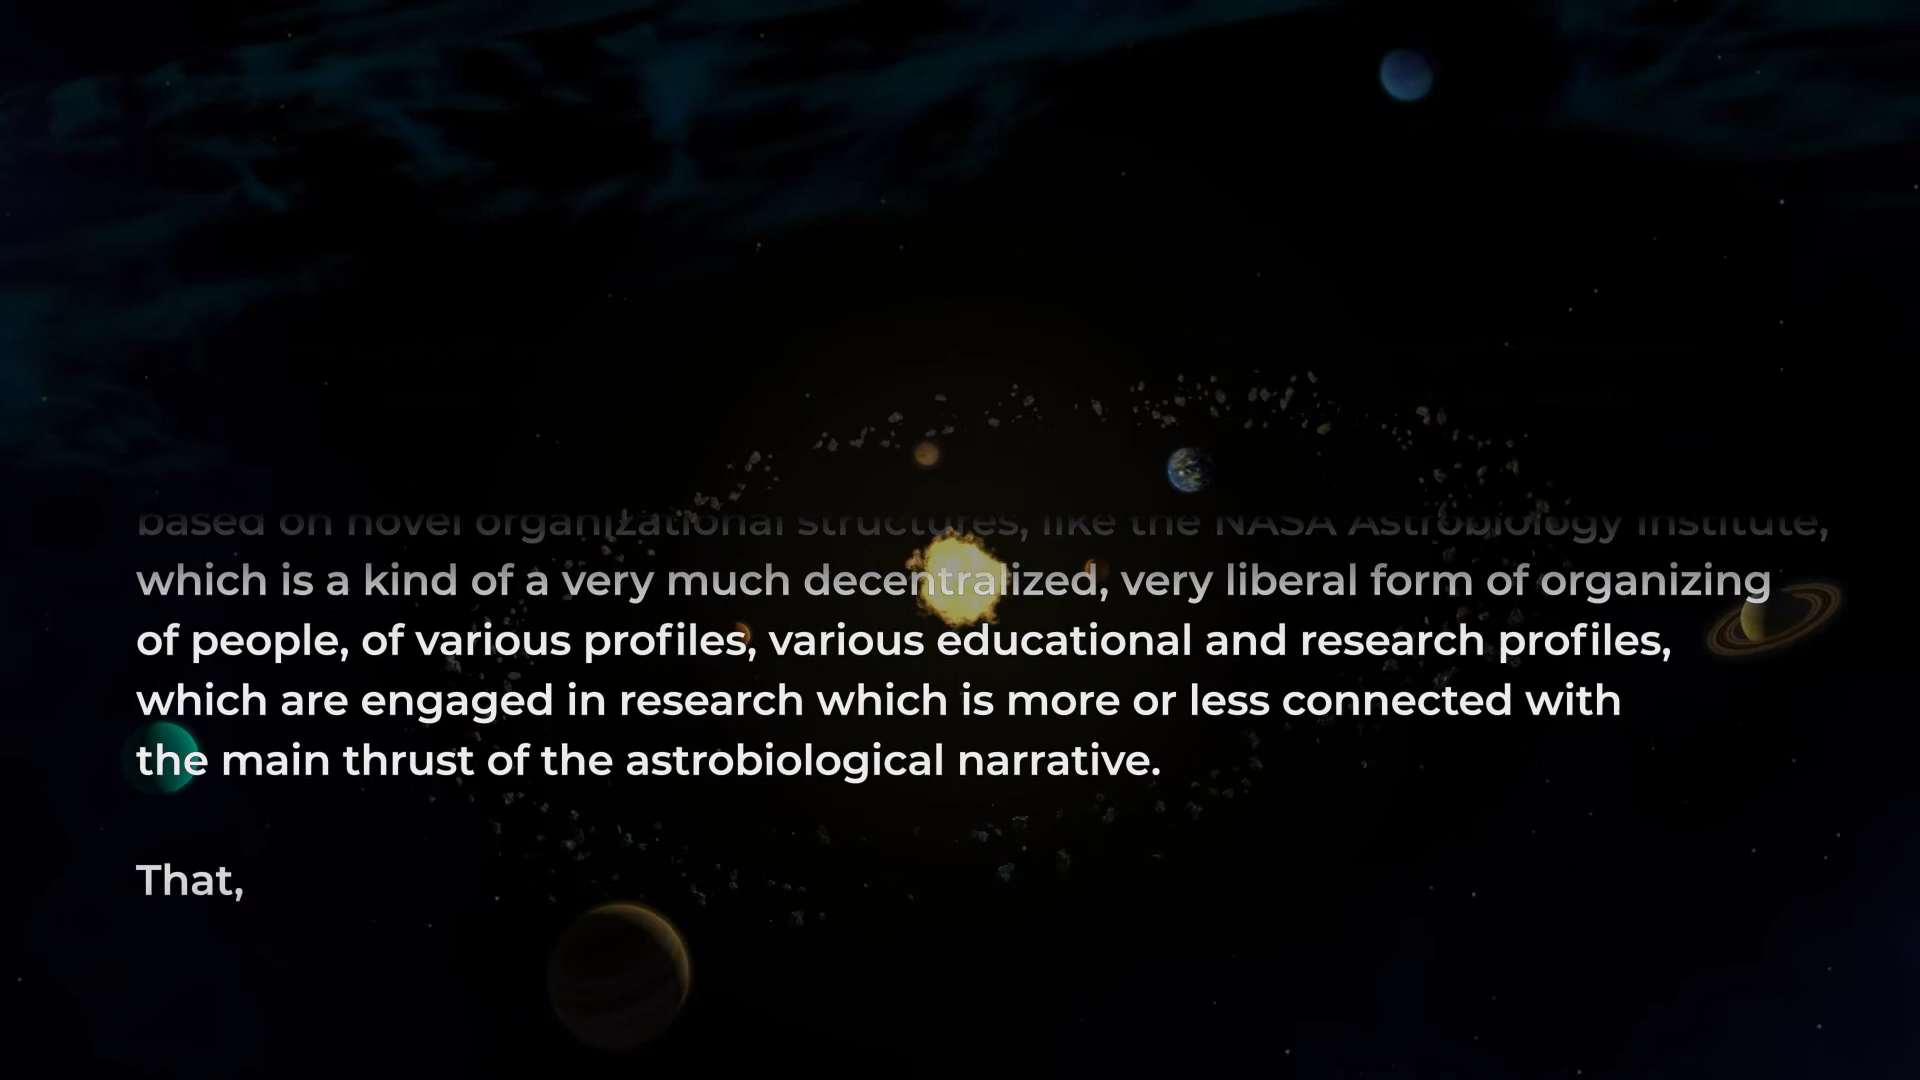 based on novel organizational structures, like the NASA Astrobiology Institute,
which is a kind of a very much decentralized, very liberal form of organizing
of people, of various profiles, various educational and research profiles,
which are engaged in research which is more or less connected with
the main thrust of the astrobiological narrative.
That,